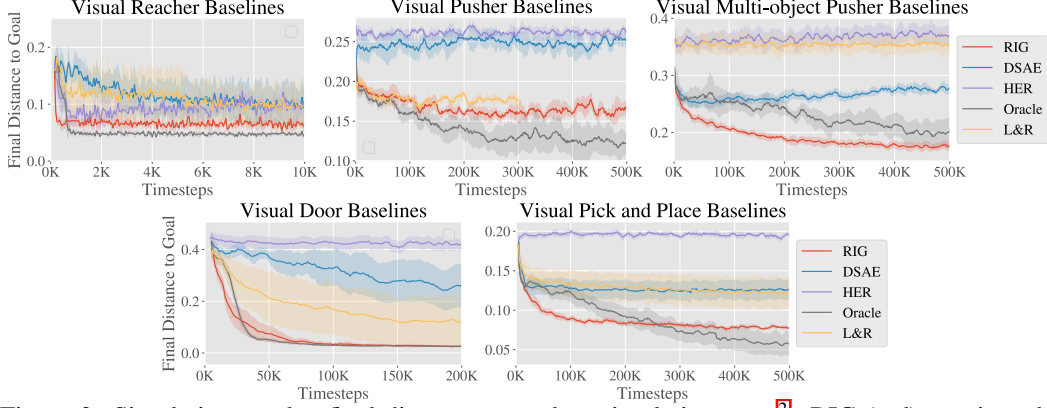 Visual Reacher Baselines
Final Distance to Goal
0.2
0.1
0.0
0K 2K 4K 6K 8K 10K
Timesteps
Visual Pusher Baselines
0.25
0.20
0.15
0.10
0K 100K 200K 300K 400K 500K
Timesteps
Visual Multi-object Pusher Baselines
0.4
0.3
0.2
0K 100K 200K 300K 400K 500K
Timesteps
RIG
DSAE
HER
Oracle
L&R
Visual Door Baselines
Final Distance to Goal
0.4
0.2
0.0
0K 50K 100K 150K 200K
Timesteps
Visual Pick and Place Baselines
0.20
0.15
0.10
0.05
0K 100K 200K 300K 400K 500K
Timesteps
RIG
DSAE
HER
Oracle
L&R